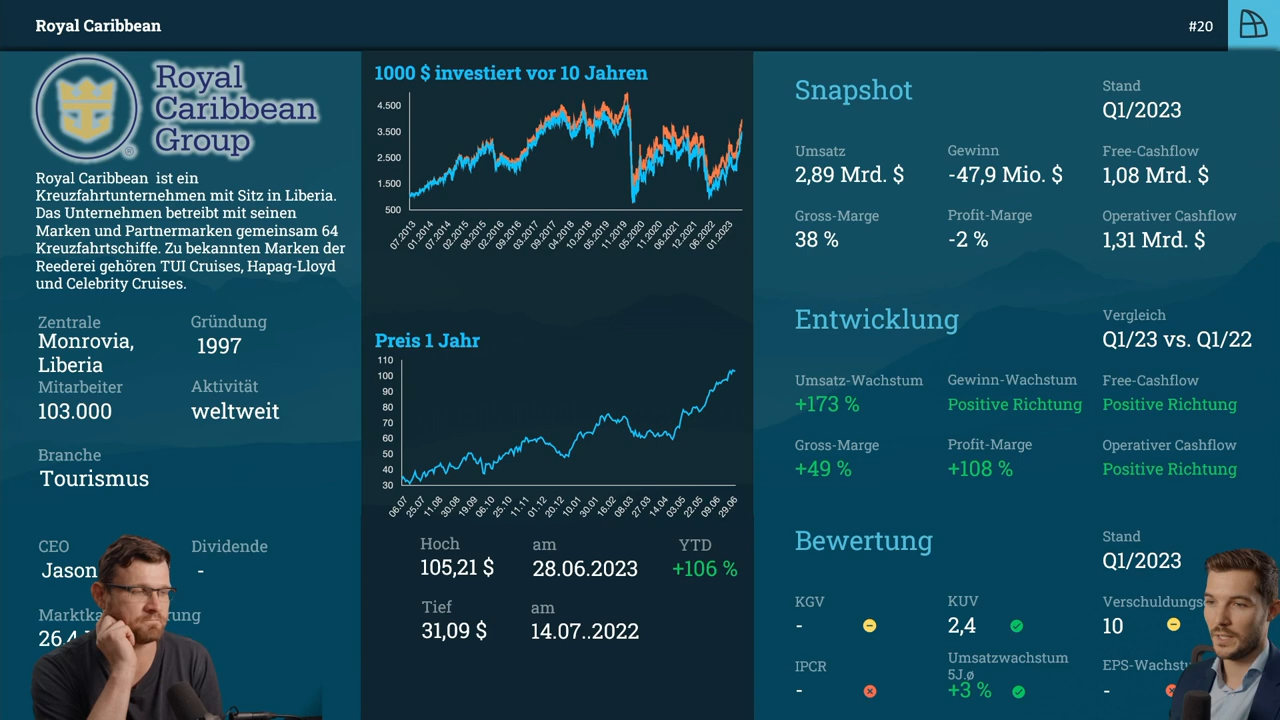 Royal Caribbean
#20
Royal
Caribbean
Group
®
Royal Caribbean ist ein
Kreuzfahrtunternehmen mit Sitz in Liberia.
Das Unternehmen betreibt mit seinen
Marken und Partnermarken gemeinsam 64
Kreuzfahrtschiffe. Zu bekannten Marken der
Reederei gehören TUI Cruises, Hapag-Lloyd
und Celebrity Cruises.
Zentrale
Monrovia,
Liberia
Gründung
1997
Mitarbeiter
103.000
Aktivität
weltweit
Branche
Tourismus
CEO
Jason
Dividende
-
26,4
1000 $ investiert vor 10 Jahren
4.500
3.500
2.500
1.500
500
07.2013
01.2014
07.2014
02.2015
08.2015
02.2016
09.2016
03.2017
09.2017
04.2018
10.2018
05.2019
11.2019
05.2020
11.2020
06.2021
12.2021
06.2022
01.2023
Preis 1 Jahr
110
100
90
80
70
60
50
40
30
06.07
25.07
11.08
30.08
19.09
06.10
25.10
11.11
01.12
20.12
10.01
30.01
16.02
08.03
27.03
14.04
03.05
22.05
09.06
29.06
Hoch
105,21 $
am
28.06.2023
YTD
+106 %
Tief
31,09 $
am
14.07..2022
Snapshot
Stand
Q1/2023
Umsatz
2,89 Mrd. $
Gewinn
-47,9 Mio. $
Free-Cashflow
1,08 Mrd. $
Gross-Marge
38 %
Profit-Marge
-2 %
Operativer Cashflow
1,31 Mrd. $
Entwicklung
Vergleich
Q1/23 vs. Q1/22
Umsatz-Wachstum
+173 %
Gewinn-Wachstum
Positive Richtung
Free-Cashflow
Positive Richtung
Gross-Marge
+49 %
Profit-Marge
+108 %
Operativer Cashflow
Positive Richtung
Bewertung
Stand
Q1/2023
KGV
-
KUV
2,4
Verschuldungs
10
IPCR
-
Umsatzwachstum
5J.ø
+3 %
EPS-Wachstu
-